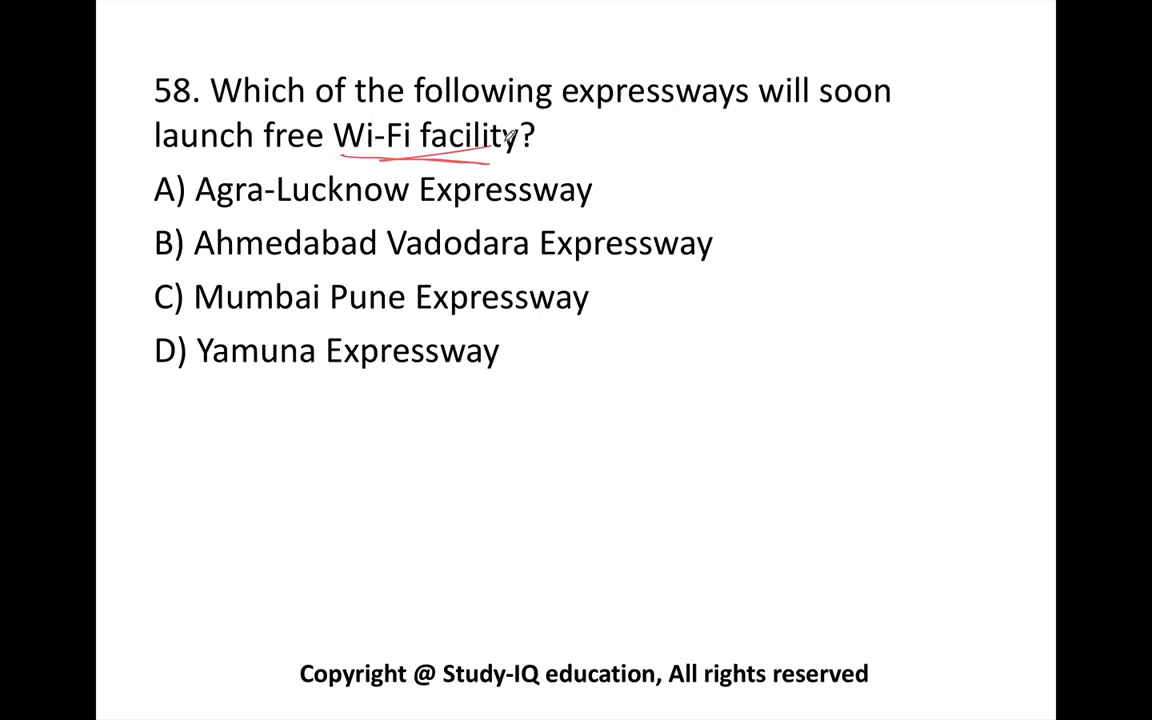 58. Which of the following expressways will soon
launch free Wi-Fi facility?
A) Agra-Lucknow Expressway
B) Ahmedabad Vadodara Expressway
C) Mumbai Pune Expressway
D) Yamuna Expressway
Copyright @ Study-IQ education, All rights reserved